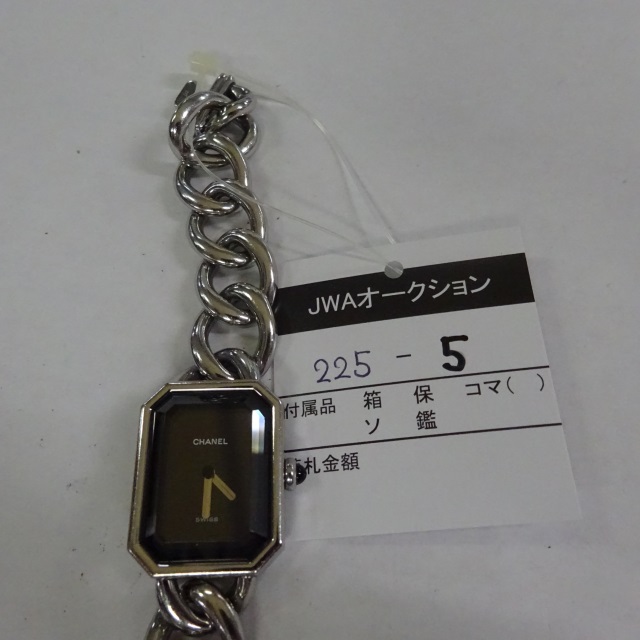 JWAオークション
225 - 5
付属品 箱 保 コマ( )
ソ 鑑
札金額
CHANEL
SWISS